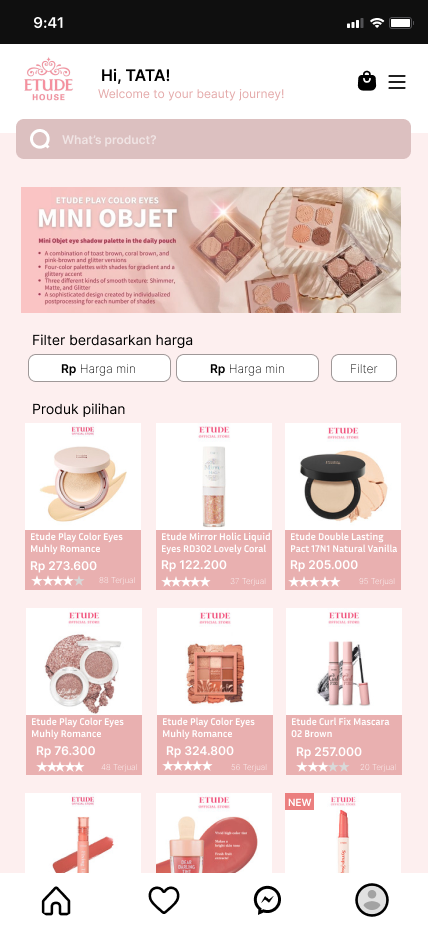 9:41
ETUDE
HOUSE
Hi, TATA!
Welcome to your beauty journey!
What's product?
ETUDE PLAY COLOR EYES
MINI OBJET
Mini Objet eye shadow palette in the daily pouch
• A combination of toast brown, coral brown, and
pink-brown and glitter versions
• Four-color palettes with shades for gradient and a
glittery accent
• Three different kinds of smooth texture: Shimmer,
Matte, and Glitter
• A sophisticated design created by individualized
postprocessing for each number of shades
Filter berdasarkan harga
Rp Harga min
Rp Harga min
Filter
Produk pilihan
ETUDE
OFFICIAL STORE
Etude Play Color Eyes
Muhly Romance
Rp 273.600
88 Terjual
ETUDE
OFFICIAL STORE
Etude Mirror Holic Liquid
Eyes RD302 Lovely Coral
Rp 122.200
37 Terjual
ETUDE
OFFICIAL STORE
Etude Double Lasting
Pact 17N1 Natural Vanilla
Rp 205.000
95 Terjual
ETUDE
OFFICIAL STORE
Etude Play Color Eyes
Muhly Romance
Rp 76.300
48 Terjual
ETUDE
OFFICIAL STORE
Etude Play Color Eyes
Muhly Romance
Rp 324.800
36 Terjual
ETUDE
OFFICIAL STORE
Etude Curl Fix Mascara
02 Brown
Rp 257.000
20 Terjual
ETUDE
OFFICIAL STORE
ETUDE
OFFICIAL STORE
Vivid high color tint
Makes a
bright skin tone
NEW
ETUDE
OFFICIAL STORE